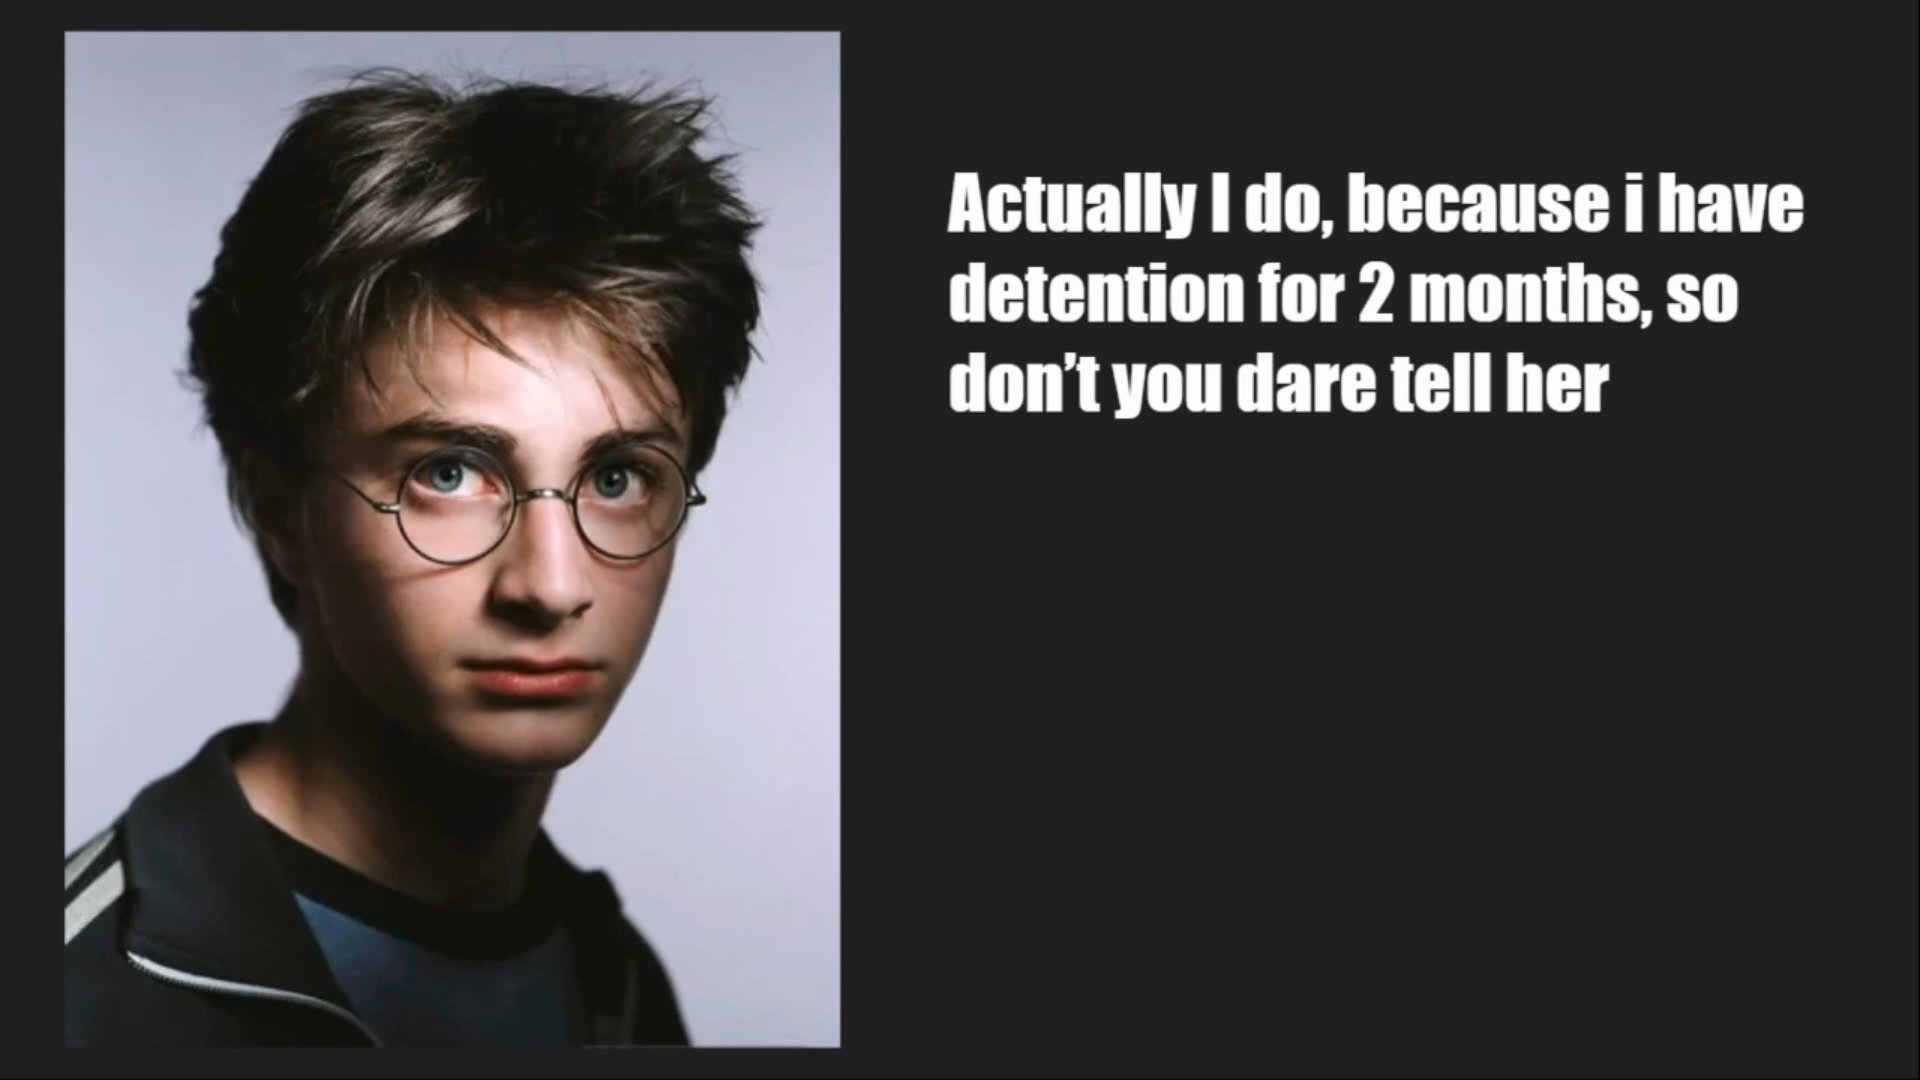 Actually I do, because i have
detention for 2 months, so
don’t you dare tell her